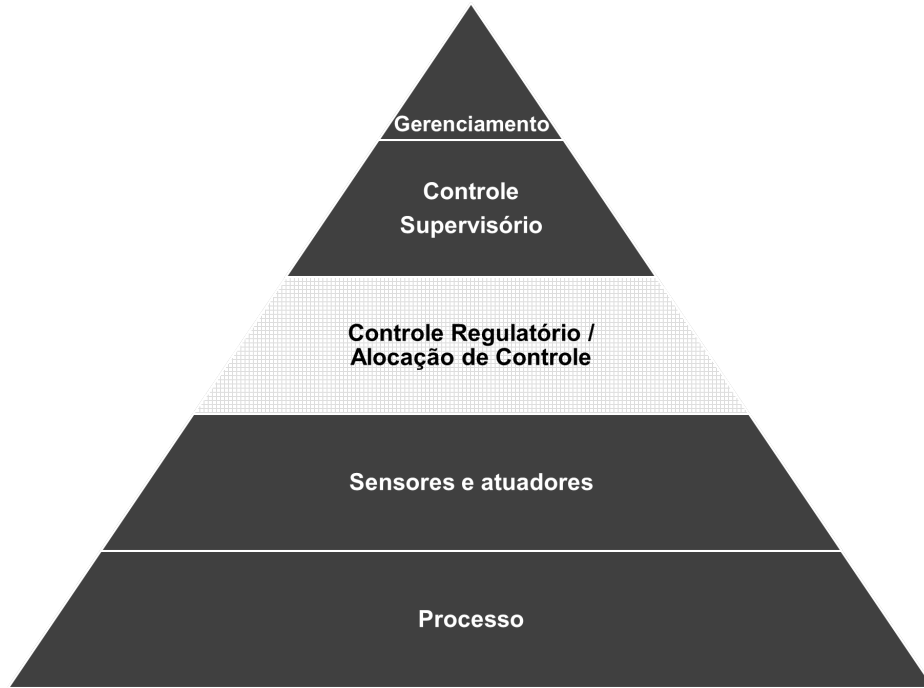 Gerenciamento
Controle
Supervisório
Controle Regulatório /
Alocação de Controle
Sensores e atuadores
Processo